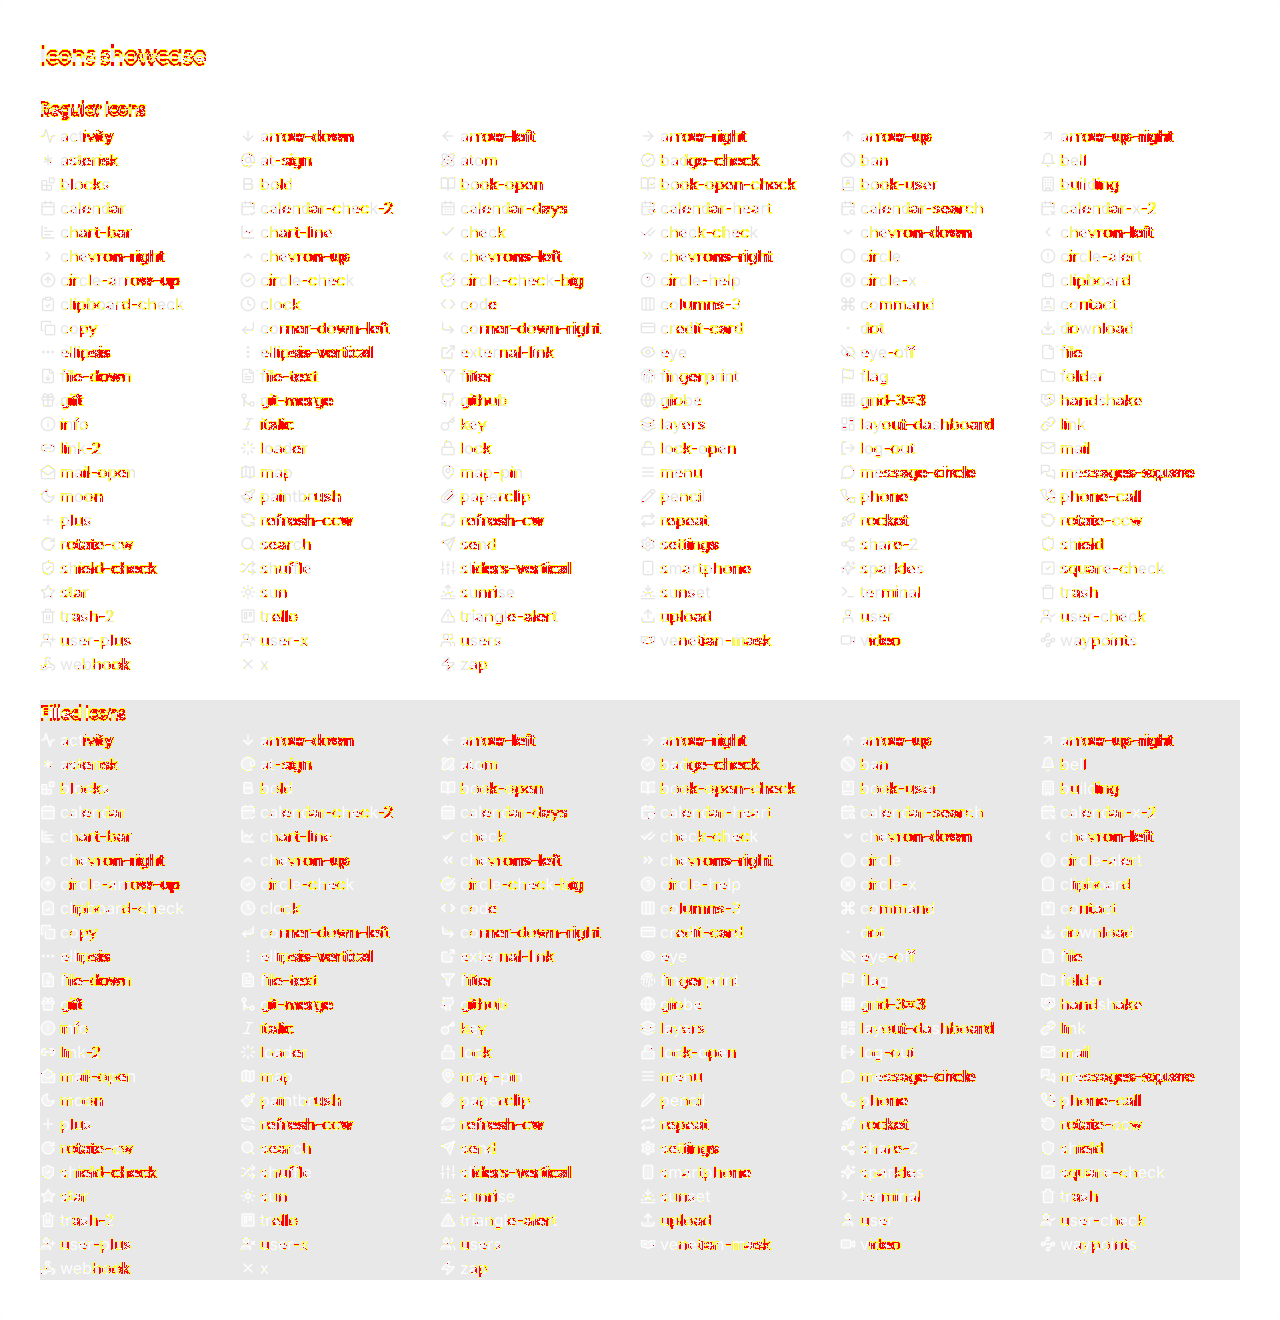 Icons showcase
Regular icons
activity arrow-down arrow-left arrow-right arrow-up arrow-up-right
asterisk at-sign atom badge-check ban bell
blocks bold book-open book-open-check book-user building
calendar calendar-check-2 calendar-days calendar-heart calendar-search calendar-x-2
chart-bar chart-line check check-check chevron-down chevron-left
chevron-right chevron-up chevrons-left chevrons-right circle circle-alert
circle-arrow-up circle-check circle-check-big circle-help circle-x clipboard
clipboard-check clock code columns-3 command contact
copy corner-down-left corner-down-right credit-card dot download
ellipsis ellipsis-vertical external-link eye eye-off file
file-down file-text filter fingerprint flag folder
gift git-merge github globe grid-3x3 handshake
info italic key layers layout-dashboard link
link-2 loader lock lock-open log-out mail
mail-open map map-pin menu message-circle messages-square
moon paintbrush paperclip pencil phone phone-call
plus refresh-ccw refresh-cw repeat rocket rotate-ccw
rotate-cw search send settings share-2 shield
shield-check shuffle sliders-vertical smartphone sparkles square-check
star sun sunrise sunset terminal trash
trash-2 trello triangle-alert upload user user-check
user-plus user-x users venetian-mask video waypoints
webhook x zap
Filled icons
activity arrow-down arrow-left arrow-right arrow-up arrow-up-right
asterisk at-sign atom badge-check ban bell
blocks bold book-open book-open-check book-user building
calendar calendar-check-2 calendar-days calendar-heart calendar-search calendar-x-2
chart-bar chart-line check check-check chevron-down chevron-left
chevron-right chevron-up chevrons-left chevrons-right circle circle-alert
circle-arrow-up circle-check circle-check-big circle-help circle-x clipboard
clipboard-check clock code columns-3 command contact
copy corner-down-left corner-down-right credit-card dot download
ellipsis ellipsis-vertical external-link eye eye-off file
file-down file-text filter fingerprint flag folder
gift git-merge github globe grid-3x3 handshake
info italic key layers layout-dashboard link
link-2 loader lock lock-open log-out mail
mail-open map map-pin menu message-circle messages-square
moon paintbrush paperclip pencil phone phone-call
plus refresh-ccw refresh-cw repeat rocket rotate-ccw
rotate-cw search send settings share-2 shield
shield-check shuffle sliders-vertical smartphone sparkles square-check
star sun sunrise sunset terminal trash
trash-2 trello triangle-alert upload user user-check
user-plus user-x users venetian-mask video waypoints
webhook x zap